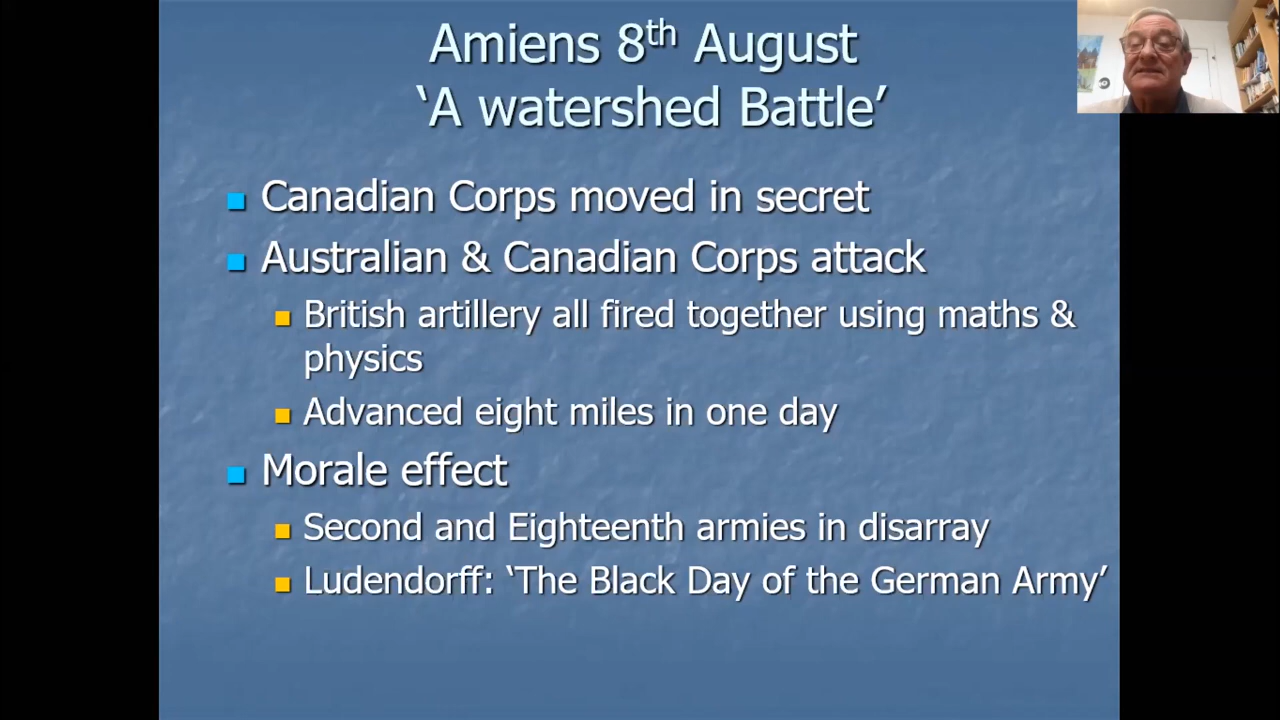 Amiens 8th August
‘A watershed Battle’
Canadian Corps moved in secret
Australian & Canadian Corps attack
British artillery all fired together using maths &
physics
Advanced eight miles in one day
Morale effect
Second and Eighteenth armies in disarray
Ludendorff: ‘The Black Day of the German Army’